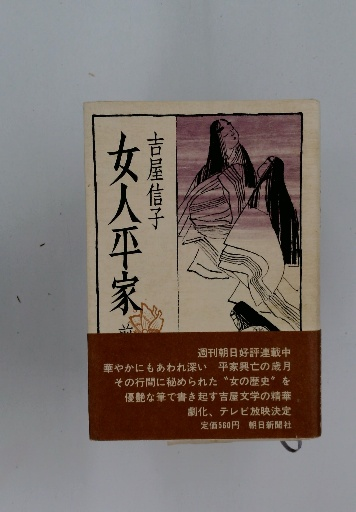 吉屋信子
女人平家
前
週刊朝日好評連載中
華やかにもあわれ深い 平家興亡の歳月
その行間に秘められた“女の歴史”を
優艶な筆で書き起す吉屋文学の精華
劇化、テレビ放映決定
定価560円 朝日新聞社